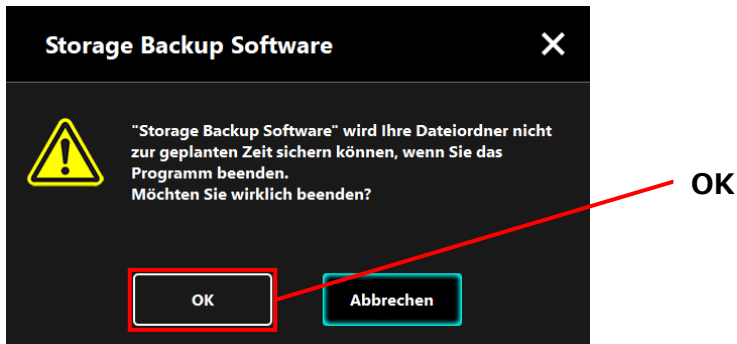 Storage Backup Software
"Storage Backup Software" wird Ihre Dateiordner nicht
zur geplanten Zeit sichern können, wenn Sie das
Programm beenden.
Möchten Sie wirklich beenden?
OK
OK Abbrechen